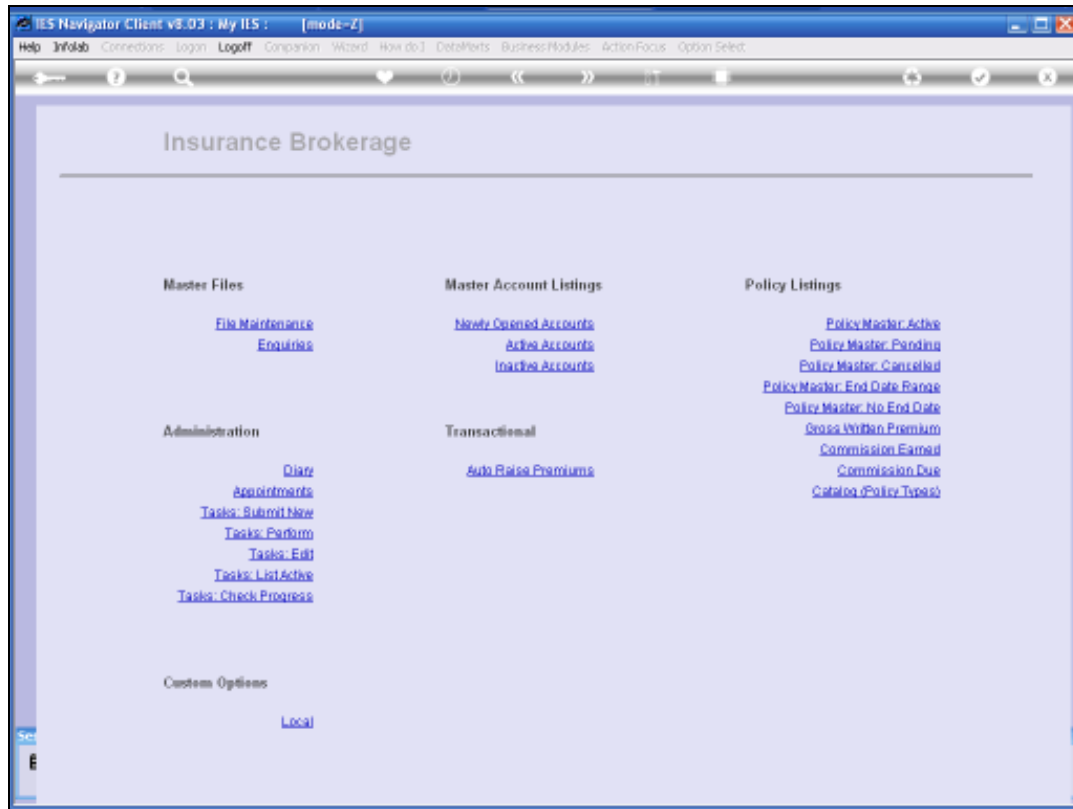 IES Navigator Client v8.03 : My IES : [mode=Z]
Help Infolab Connections Logon Logoff Companion Wizard How do I DataMarts Business Modules Action Focus Option Select
Insurance Brokerage
Master Files
File Maintenance
Enquiries
Master Account Listings
Newly Opened Accounts
Active Accounts
Inactive Accounts
Policy Listings
Policy Master: Active
Policy Master: Pending
Policy Master: Cancelled
Policy Master: End Date Range
Policy Master: No End Date
Gross Written Premium
Commission Earned
Commission Due
Catalog (Policy Types)
Administration
Diary
Appointments
Tasks: Submit New
Tasks: Perform
Tasks: Edit
Tasks: List Active
Tasks: Check Progress
Transactional
Auto Raise Premiums
Custom Options
Local